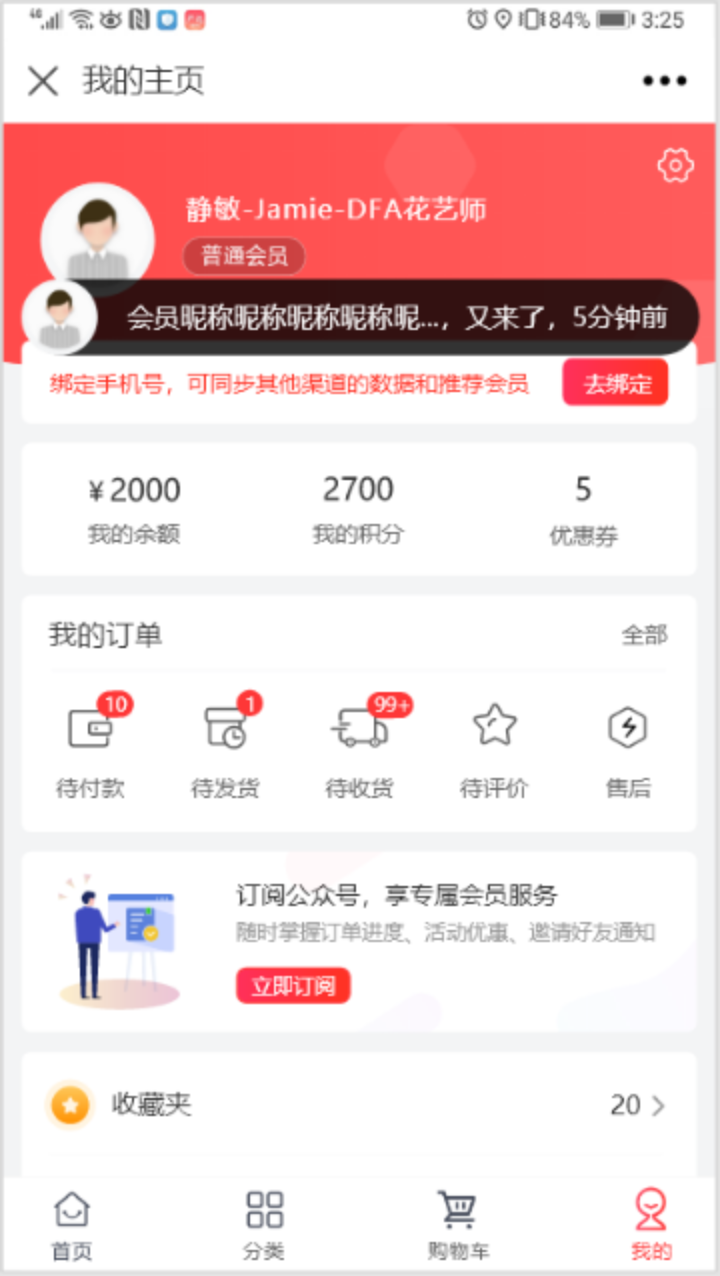 46 84% 3:25
我的主页
静敏-Jamie-DFA花艺师
普通会员
会员昵称昵称昵称昵称昵...，又来了，5分钟前
绑定手机号，可同步其他渠道的数据和推荐会员 去绑定
¥2000 2700 5
我的余额 我的积分 优惠券
我的订单 全部
10 1 99+
待付款 待发货 待收货 待评价 售后
订阅公众号，享专属会员服务
随时掌握订单进度、活动优惠、邀请好友通知
立即订阅
收藏夹 20
首页 分类 购物车 我的